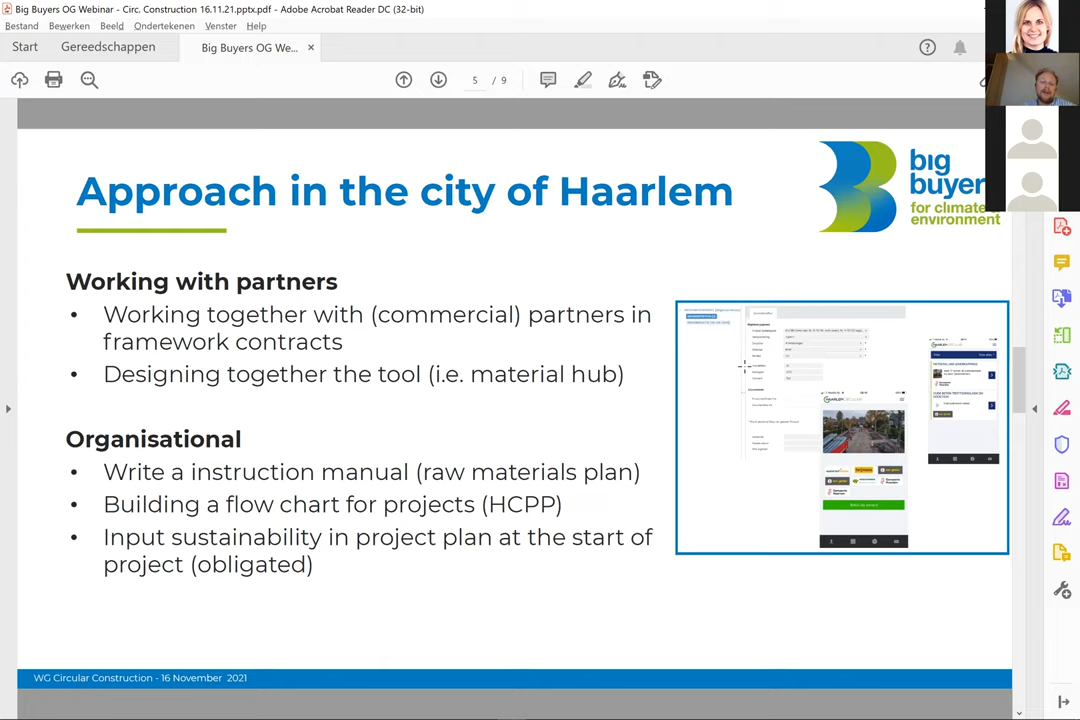 Big Buyers OG Webinar - Circ. Construction 16.11.21.pptx.pdf - Adobe Acrobat Reader DC (32-bit)
Bestand Bewerken Beeld Ondertekenen Venster Help
Start Gereedschappen Big Buyers OG We... ×
5 / 9
Approach in the city of Haarlem
big
buyer
for climate &
environment
Working with partners
• Working together with (commercial) partners in
framework contracts
• Designing together the tool (i.e. material hub)
Organisational
• Write a instruction manual (raw materials plan)
• Building a flow chart for projects (HCPP)
• Input sustainability in project plan at the start of
project (obligated)
WG Circular Construction - 16 November 2021